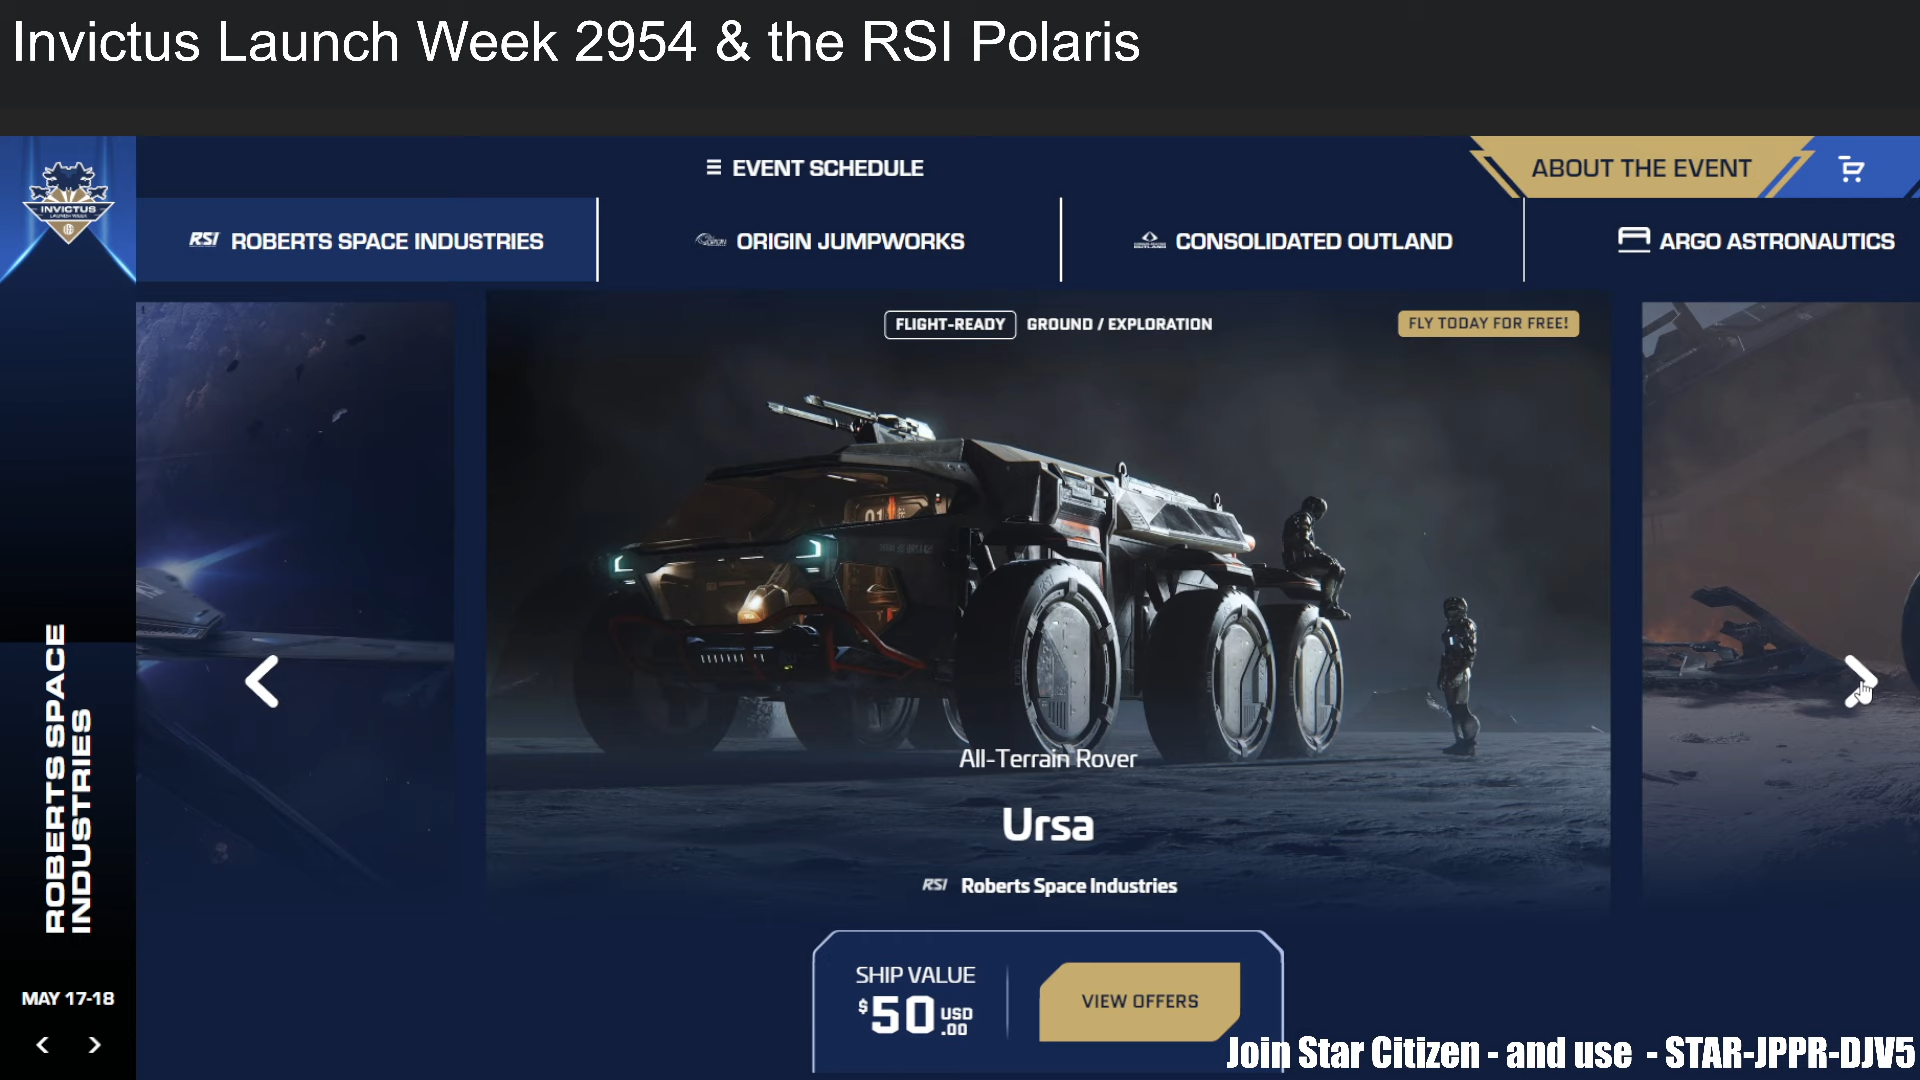 Invictus Launch Week 2954 & the RSI Polaris
EVENT SCHEDULE
ABOUT THE EVENT
INVICTUS
LAUNCH WEEK
RSI ROBERTS SPACE INDUSTRIES
ORIGIN JUMPWORKS
CONSOLIDATED OUTLAND
ARGO ASTRONAUTICS
FLIGHT-READY
GROUND / EXPLORATION
FLY TODAY FOR FREE!
01
All-Terrain Rover
Ursa
RSI Roberts Space Industries
ROBERTS SPACE
INDUSTRIES
MAY 17-18
SHIP VALUE
$50 USD .00
VIEW OFFERS
Join Star Citizen - and use - STAR-JPPR-DJV5